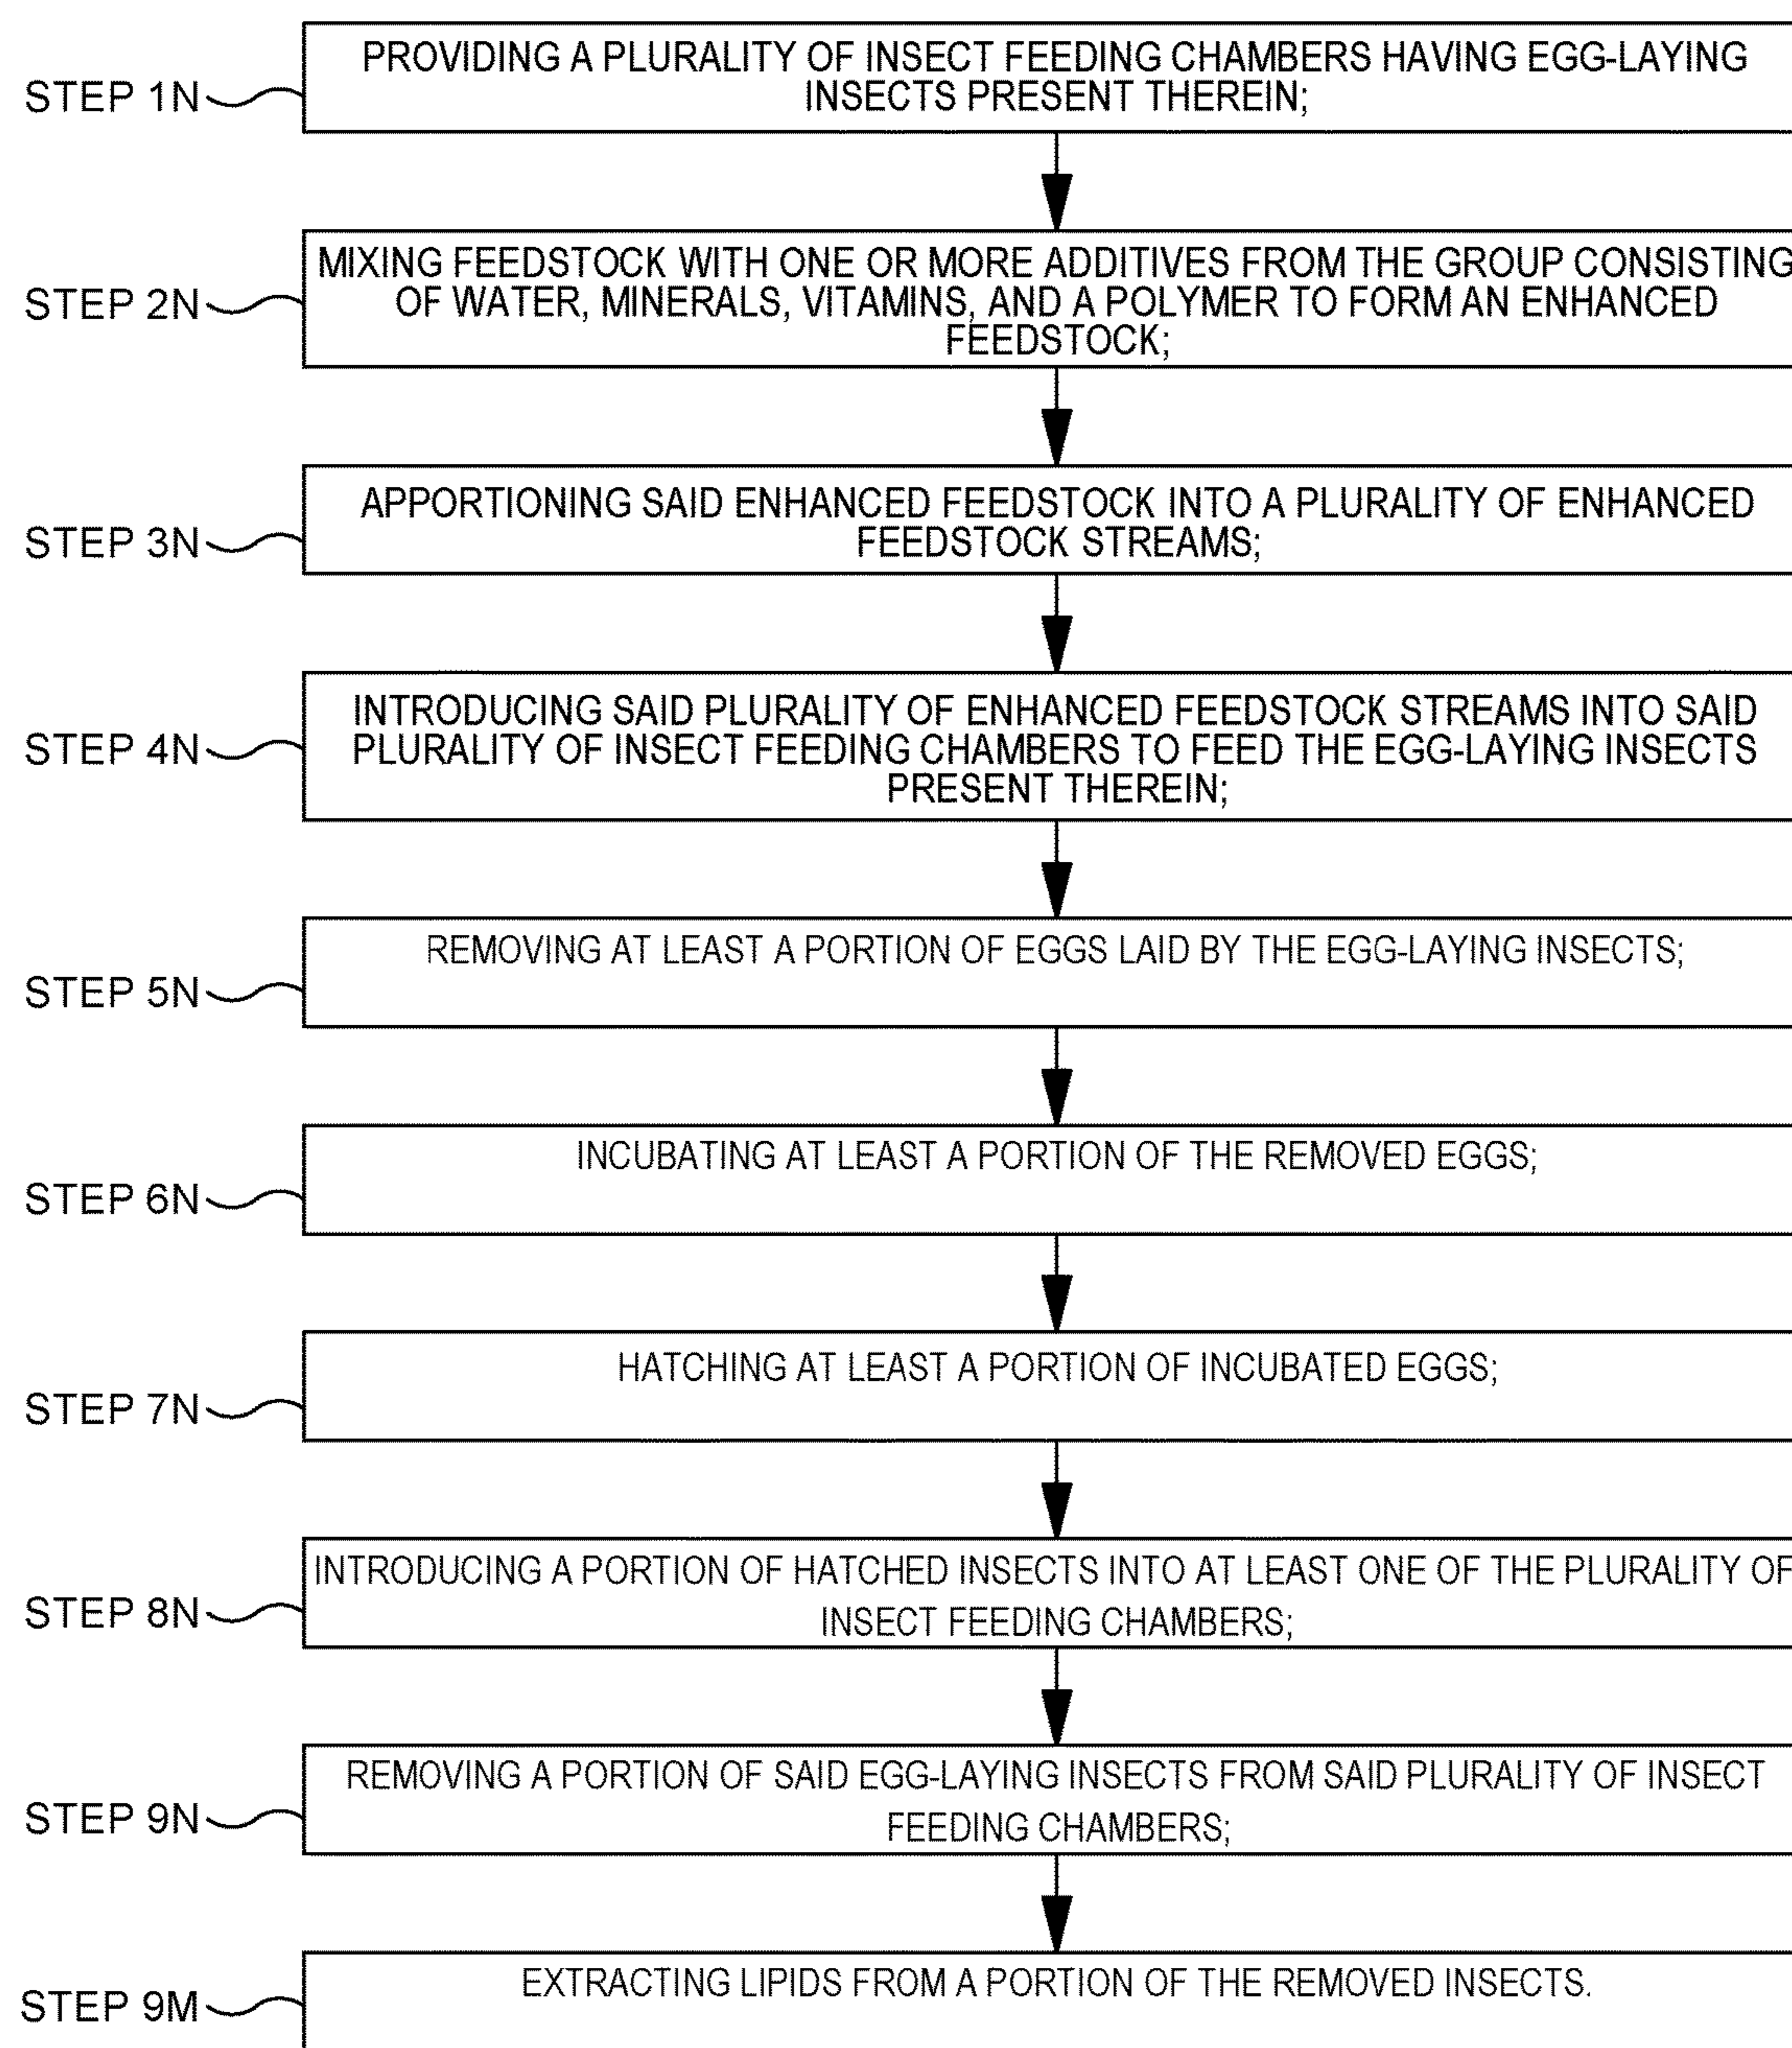 STEP 1N
PROVIDING A PLURALITY OF INSECT FEEDING CHAMBERS HAVING EGG-LAYING
INSECTS PRESENT THEREIN;
STEP 2N
MIXING FEEDSTOCK WITH ONE OR MORE ADDITIVES FROM THE GROUP CONSISTING
OF WATER, MINERALS, VITAMINS, AND A POLYMER TO FORM AN ENHANCED
FEEDSTOCK;
STEP 3N
APPORTIONING SAID ENHANCED FEEDSTOCK INTO A PLURALITY OF ENHANCED
FEEDSTOCK STREAMS;
STEP 4N
INTRODUCING SAID PLURALITY OF ENHANCED FEEDSTOCK STREAMS INTO SAID
PLURALITY OF INSECT FEEDING CHAMBERS TO FEED THE EGG-LAYING INSECTS
PRESENT THEREIN;
STEP 5N
REMOVING AT LEAST A PORTION OF EGGS LAID BY THE EGG-LAYING INSECTS;
STEP 6N
INCUBATING AT LEAST A PORTION OF THE REMOVED EGGS;
STEP 7N
HATCHING AT LEAST A PORTION OF INCUBATED EGGS;
STEP 8N
INTRODUCING A PORTION OF HATCHED INSECTS INTO AT LEAST ONE OF THE PLURALITY OF
INSECT FEEDING CHAMBERS;
STEP 9N
REMOVING A PORTION OF SAID EGG-LAYING INSECTS FROM SAID PLURALITY OF INSECT
FEEDING CHAMBERS;
STEP 9M
EXTRACTING LIPIDS FROM A PORTION OF THE REMOVED INSECTS.